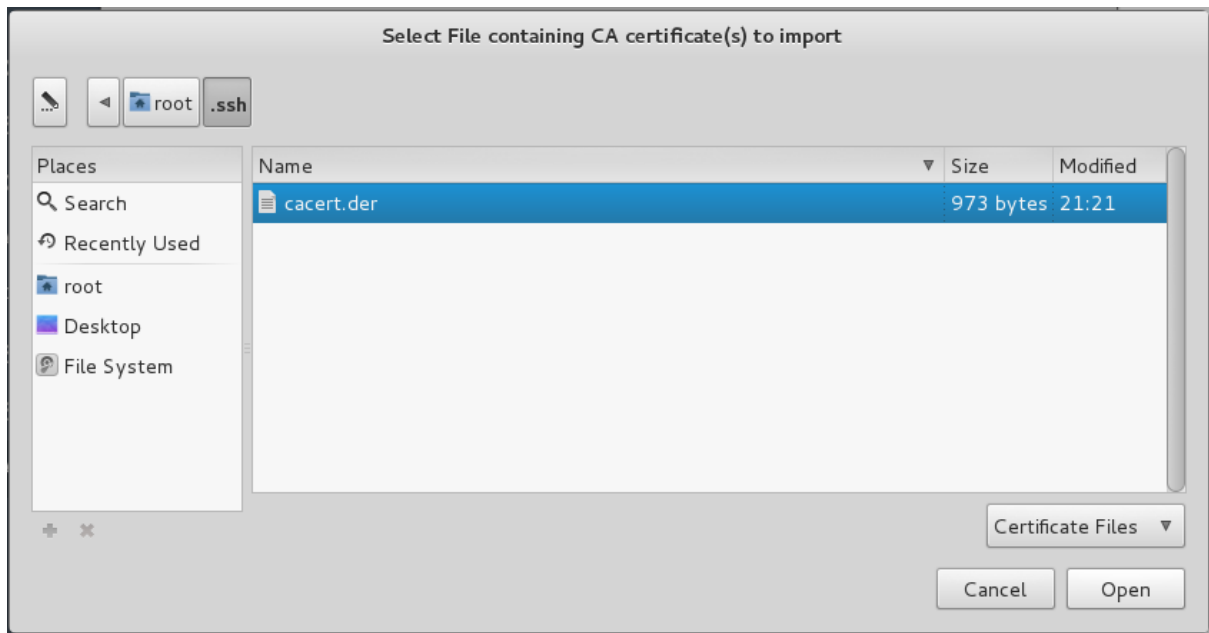 Select File containing CA certificate(s) to import
root .ssh
Places
Name Size Modified
Search
cacert.der 973 bytes 21:21
Recently Used
root
Desktop
File System
Certificate Files
Cancel Open